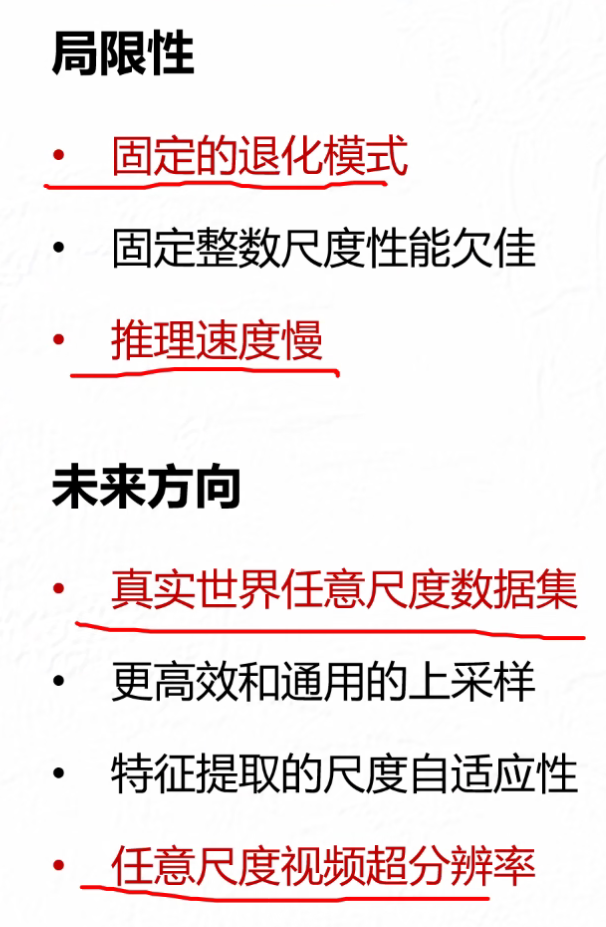 局限性
• 固定的退化模式
• 固定整数尺度性能欠佳
• 推理速度慢
未来方向
• 真实世界任意尺度数据集
• 更高效和通用的上采样
• 特征提取的尺度自适应性
• 任意尺度视频超分辨率